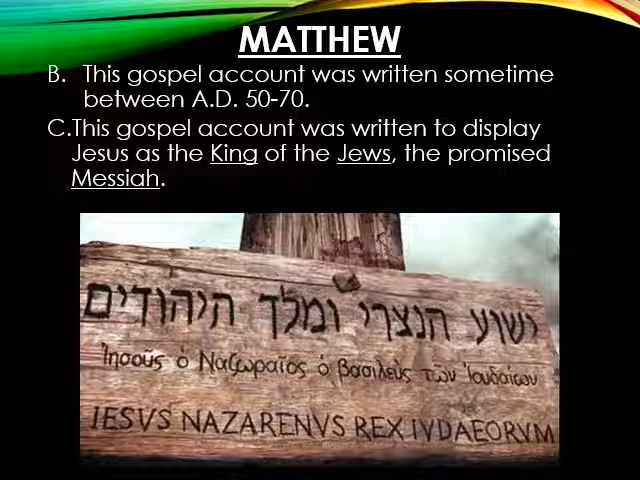 MATTHEW
B. This gospel account was written sometime
between A.D. 50-70.
C.This gospel account was written to display
Jesus as the King of the Jews, the promised
Messiah.
ישוע הנצרי ומלך היהודים
Ἰησοῦς ὁ Ναζωραῖος ὁ βασιλεὺς τῶν Ἰουδαίων
IESVS NAZARENVS REX IVDAEORVM